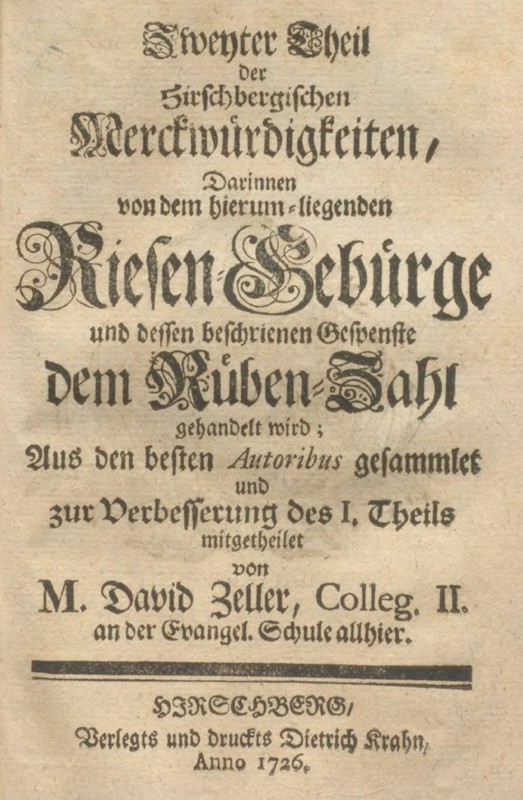 Zweyter Theil
der
Hirschbergischen
Merckwürdigkeiten,
Darinnen
von dem hierum-liegenden
Riesen-Gebürge
und dessen beschrienen Gespenste
dem Rüben-Zahl
gehandelt wird;
Aus den besten Autoribus gesammlet
und
zur Verbesserung des I. Theils
mitgetheilet
von
M. David Zeller, Colleg. II.
an der Evangel. Schule allhier.
HIRSCHBERG/
Verlegts und druckts Dietrich Krahn,
Anno 1726.